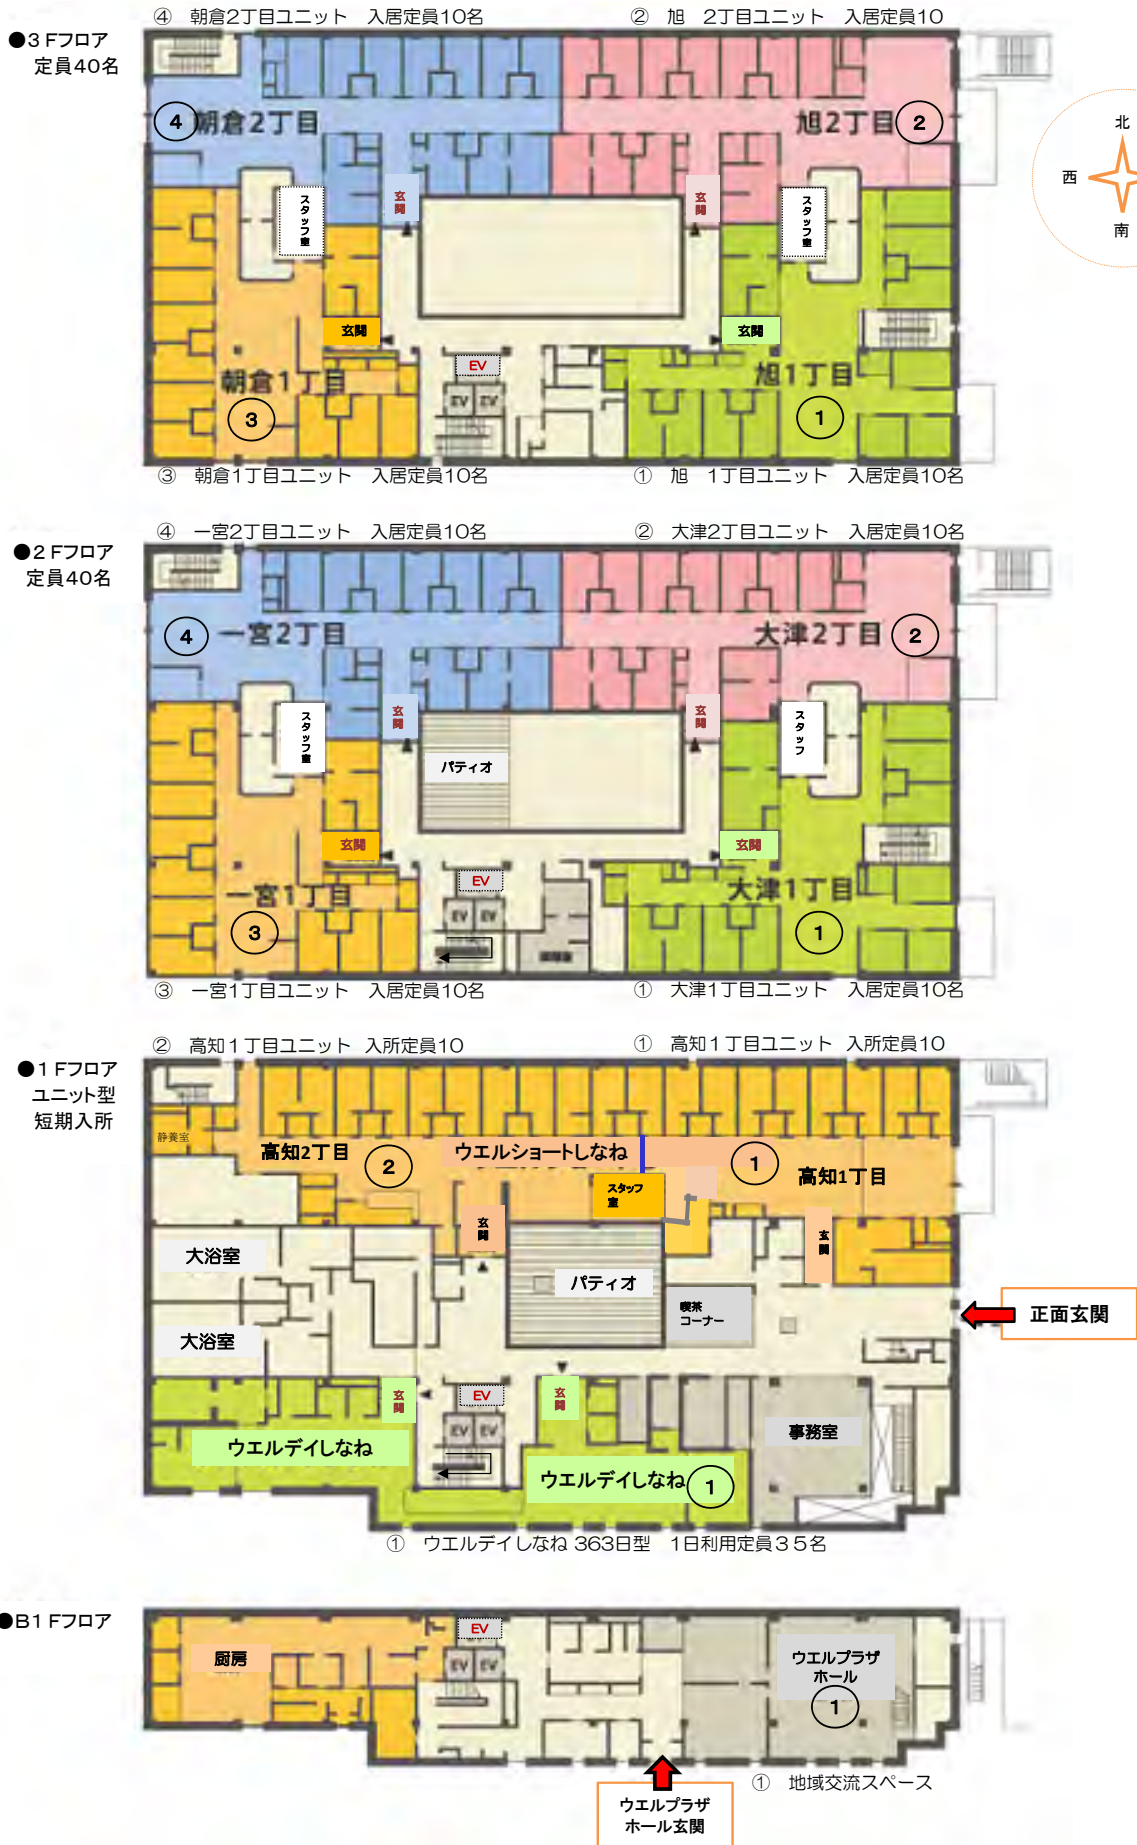 ④　朝倉2丁目ユニット　入居定員10名
②　旭　2丁目ユニット　入居定員10
●3Fフロア
定員40名
④
朝倉2丁目
旭2丁目
②
北
西
南
玄関
玄関
スタッフ室
スタッフ室
玄関
玄関
EV
EV EV
朝倉1丁目
旭1丁目
③
①
③　朝倉1丁目ユニット　入居定員10名
①　旭　1丁目ユニット　入居定員10名
④　一宮2丁目ユニット　入居定員10名
②　大津2丁目ユニット　入居定員10名
●2Fフロア
定員40名
④
一宮2丁目
大津2丁目
②
玄関
玄関
スタッフ室
スタッフ
パティオ
玄関
玄関
EV
EV EV
一宮1丁目
大津1丁目
③
①
③　一宮1丁目ユニット　入居定員10名
①　大津1丁目ユニット　入居定員10名
②　高知1丁目ユニット　入所定員10
①　高知1丁目ユニット　入所定員10
●1Fフロア
ユニット型
短期入所
静養室
高知2丁目
②
ウエルショートしなね
①
高知1丁目
スタッフ
室
玄関
玄関
大浴室
パティオ
喫茶
コーナー
正面玄関
大浴室
玄関
EV
玄関
EV EV
事務室
ウエルデイしなね
ウエルデイしなね
①
①　ウエルデイしなね 363日型　1日利用定員35名
●B1Fフロア
EV
EV EV
厨房
ウエルプラザ
ホール
①
①　地域交流スペース
ウエルプラザ
ホール玄関